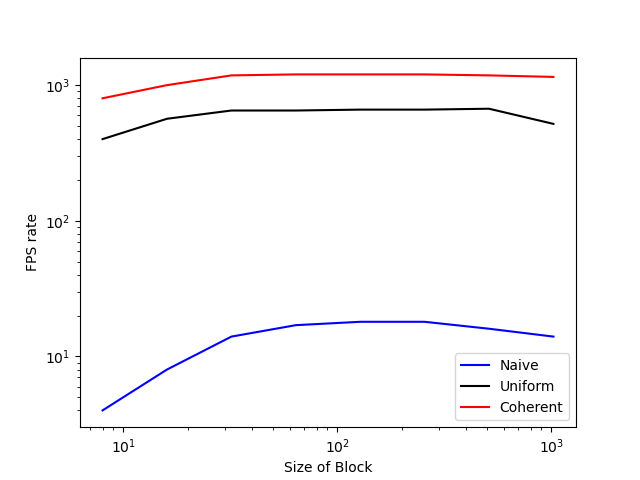 10³
10²
10¹
FPS rate
10¹
10²
10³
Size of Block
Naive
Uniform
Coherent